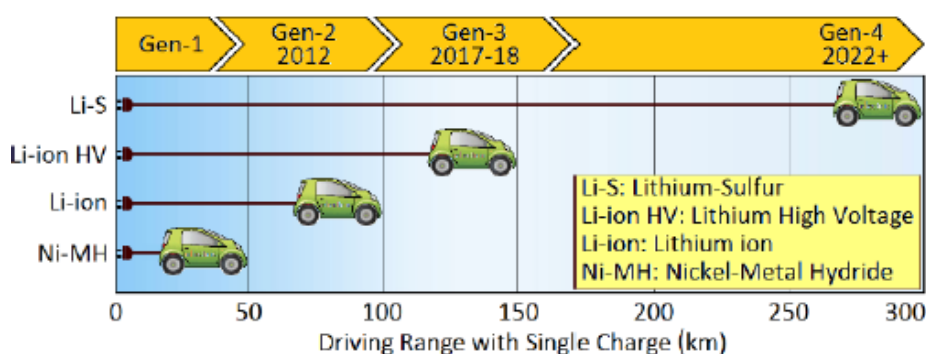 Gen-1
Gen-2
2012
Gen-3
2017-18
Gen-4
2022+
Li-S
Li-ion HV
Li-ion
Ni-MH
Li-S: Lithium-Sulfur
Li-ion HV: Lithium High Voltage
Li-ion: Lithium ion
Ni-MH: Nickel-Metal Hydride
0 50 100 150 200 250 300
Driving Range with Single Charge (km)